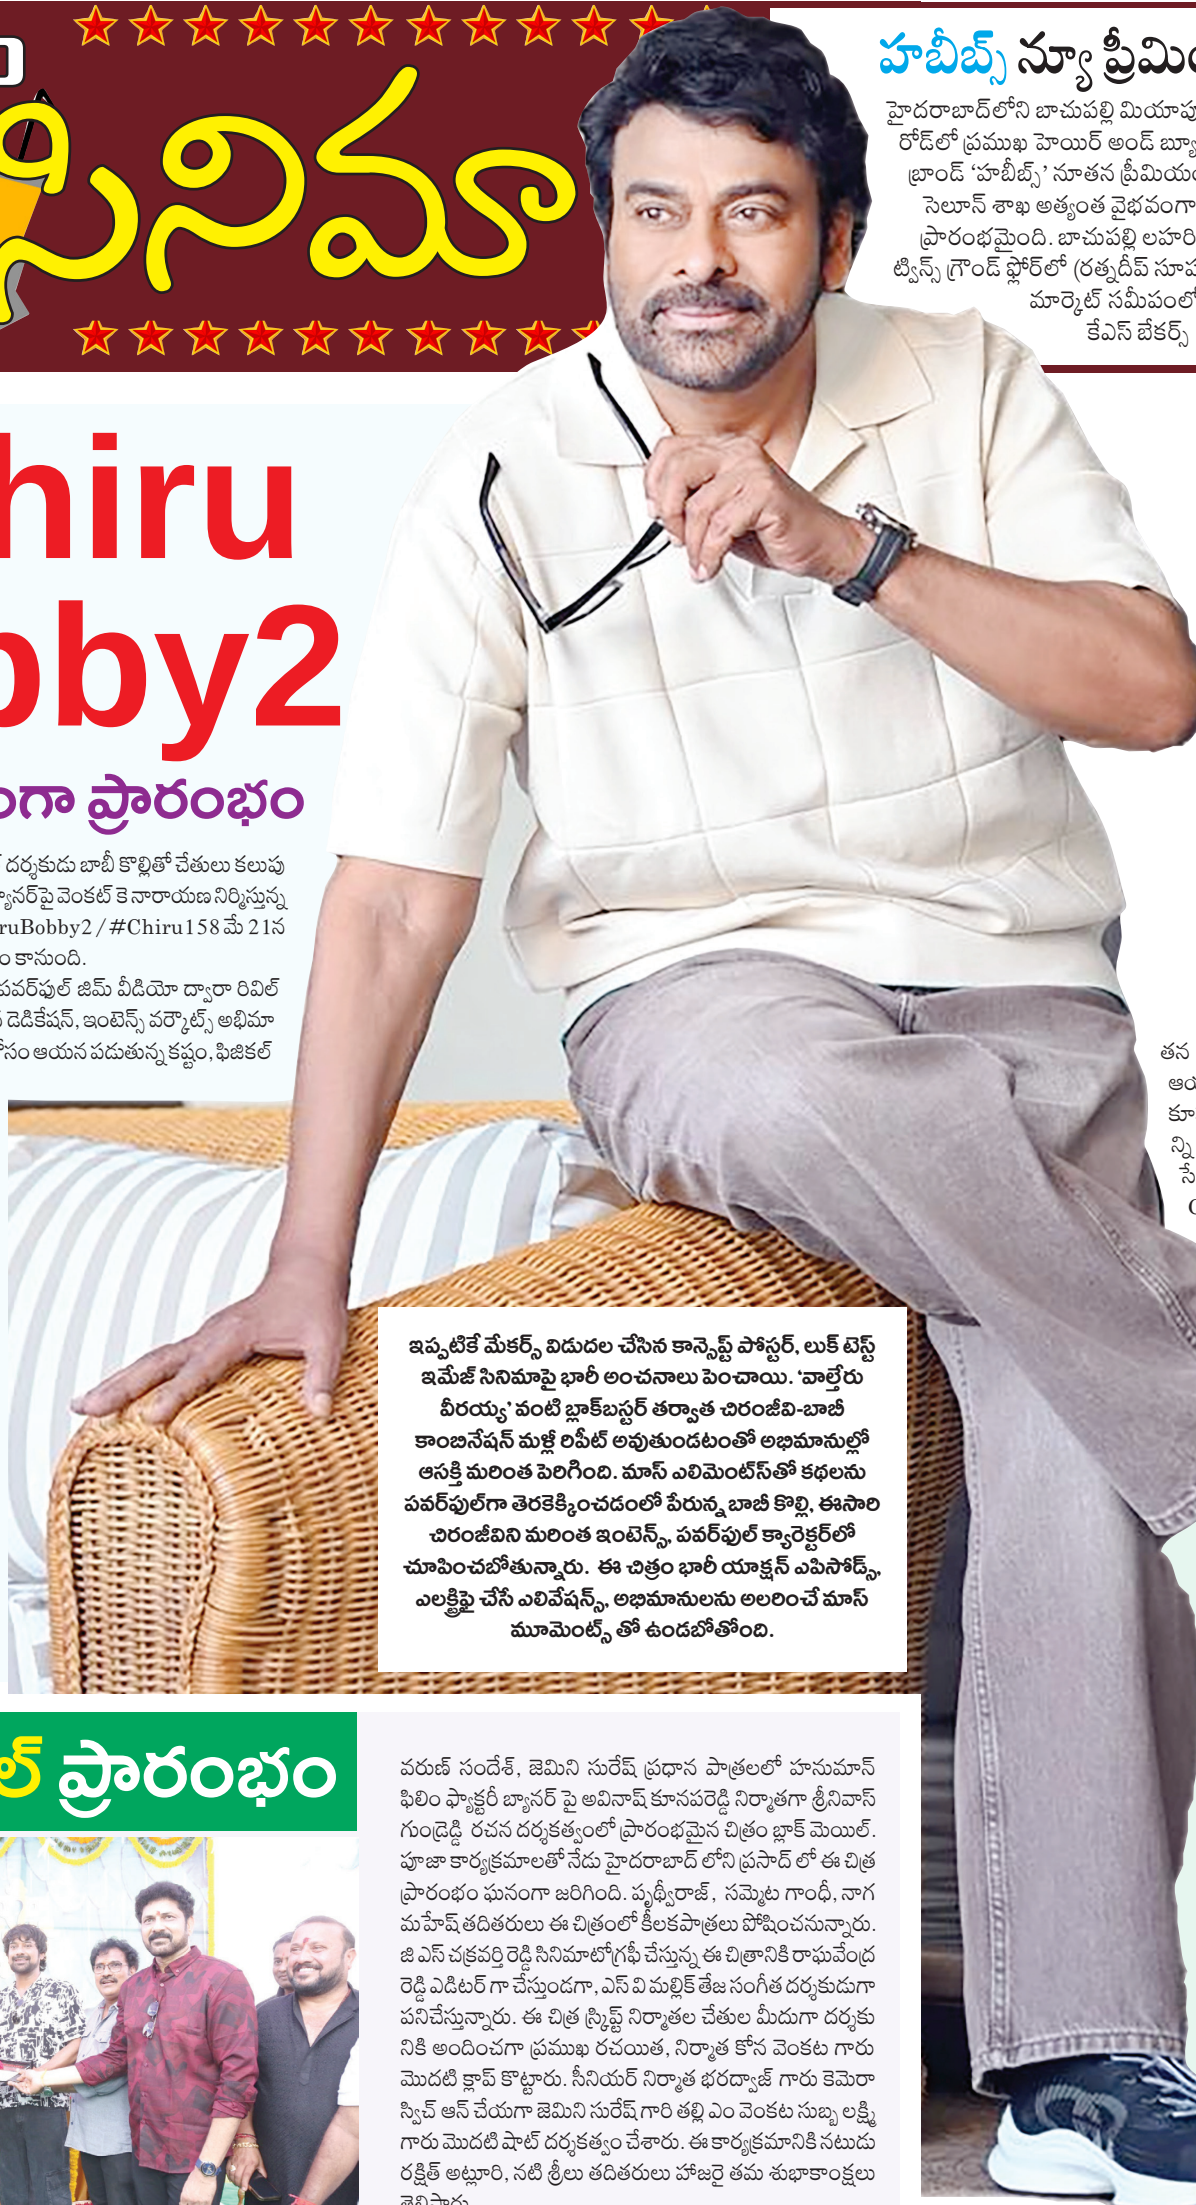 సినిమా
హబీబ్స్ న్యూ
హైదరాబాద్‌లోని బాచుపల్లి
రోడ్‌లో ప్రముఖ హెయిర్ అండ్
బ్రాండ్ ‘హబీబ్స్’ నూతన
సెలూన్ శాఖ అత్యంత వైభవంగా
ప్రారంభమైంది. బాచుపల్లి లహరి
ట్విన్స్ గ్రౌండ్ ఫ్లోర్‌లో (రత్నదీప్
మార్కెట్ సమీపంలో
కేఎస్ బేకర్స్
hiru
bby2
ంగా ప్రారంభం
దర్శకుడు బాబీ కొల్లితో చేతులు కలుపు
్యానర్‌పై వెంకట్ కె నారాయణ నిర్మిస్తున్న
ruBobby2 / #Chiru158 మే 21న
ం కానుంది.
పవర్‌ఫుల్ జిమ్ వీడియో ద్వారా రివిల్
డెడికేషన్, ఇంటెన్స్ వర్కౌట్స్ అభిమా
ోసం ఆయన పడుతున్న కష్టం, ఫిజికల్
తన
ఆయ
కూ
న్ని
సే
ఇప్పటికే మేకర్స్ విడుదల చేసిన కాన్సెప్ట్ పోస్టర్, లుక్ టెస్ట్
ఇమేజ్ సినిమాపై భారీ అంచనాలు పెంచాయి. ‘వాల్తేరు
వీరయ్య’ వంటి బ్లాక్‌బస్టర్ తర్వాత చిరంజీవి-బాబీ
కాంబినేషన్ మళ్లీ రిపీట్ అవుతుండటంతో అభిమానుల్లో
ఆసక్తి మరింత పెరిగింది. మాస్ ఎలిమెంట్స్‌తో కథలను
పవర్‌ఫుల్‌గా తెరకెక్కించడంలో పేరున్న బాబీ కొల్లి, ఈసారి
చిరంజీవిని మరింత ఇంటెన్స్, పవర్‌ఫుల్ క్యారెక్టర్‌లో
చూపించబోతున్నారు. ఈ చిత్రం భారీ యాక్షన్ ఎపిసోడ్స్,
ఎలక్ట్రిఫై చేసే ఎలివేషన్స్, అభిమానులను అలరించే మాస్
మూమెంట్స్ తో ఉండబోతోంది.
ల్ ప్రారంభం
వరుణ్ సందేశ్, జెమిని సురేష్ ప్రధాన పాత్రలలో హనుమాన్
ఫిలిం ఫ్యాక్టరీ బ్యానర్ పై అవినాష్ కూనపరెడ్డి నిర్మాతగా శ్రీనివాస్
గుండ్రెడ్డి రచన దర్శకత్వంలో ప్రారంభమైన చిత్రం బ్లాక్ మెయిల్.
పూజా కార్యక్రమాలతో నేడు హైదరాబాద్ లోని ప్రసాద్ లో ఈ చిత్ర
ప్రారంభం ఘనంగా జరిగింది. పృథ్వీరాజ్, సమ్మెట గాంధీ, నాగ
మహేష్ తదితరులు ఈ చిత్రంలో కీలకపాత్రలు పోషించనున్నారు.
జి ఎస్ చక్రవర్తి రెడ్డి సినిమాటోగ్రఫీ చేస్తున్న ఈ చిత్రానికి రాఘవేంద్ర
రెడ్డి ఎడిటర్ గా చేస్తుండగా, ఎస్ వి మల్లిక్ తేజ సంగీత దర్శకుడుగా
పనిచేస్తున్నారు. ఈ చిత్ర స్క్రిప్ట్ నిర్మాతల చేతుల మీదుగా దర్శకు
నికి అందించగా ప్రముఖ రచయిత, నిర్మాత కోన వెంకట గారు
మొదటి క్లాప్ కొట్టారు. సీనియర్ నిర్మాత భరద్వాజ్ గారు కెమెరా
స్విచ్ ఆన్ చేయగా జెమిని సురేష్ గారి తల్లి ఎం వెంకట సుబ్బ లక్ష్మి
గారు మొదటి షాట్ దర్శకత్వం చేశారు. ఈ కార్యక్రమానికి నటుడు
రక్షిత్ అట్లూరి, నటి శ్రీలు తదితరులు హాజరై తమ శుభాకాంక్షలు